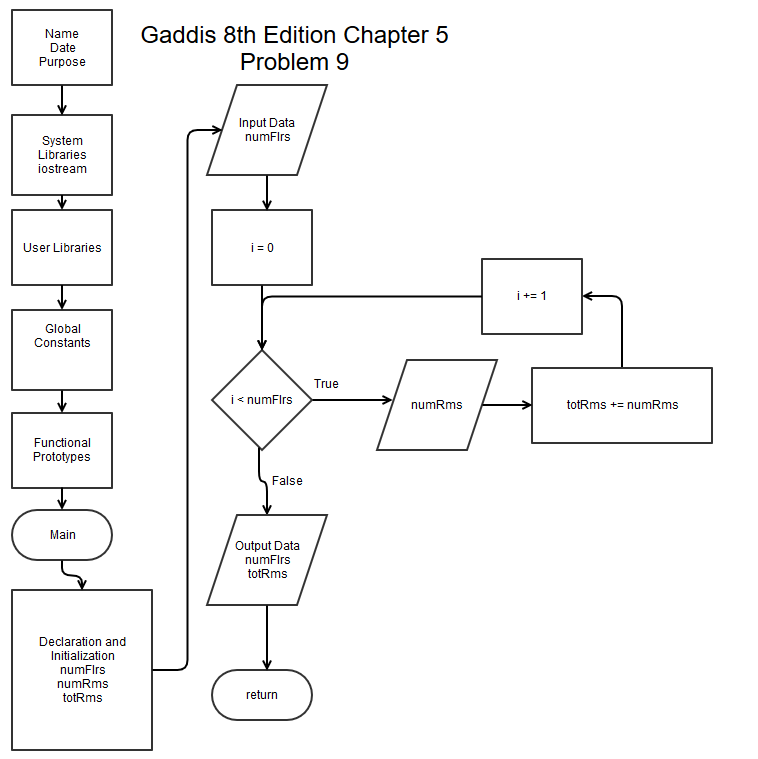 Gaddis 8th Edition Chapter 5
Problem 9
Name
Date
Purpose
System
Libraries
iostream
User Libraries
Global
Constants
Functional
Prototypes
Main
Declaration and
Initialization
numFlrs
numRms
totRms
Input Data
numFlrs
i = 0
i += 1
i < numFlrs
True
numRms
totRms += numRms
False
Output Data
numFlrs
totRms
return